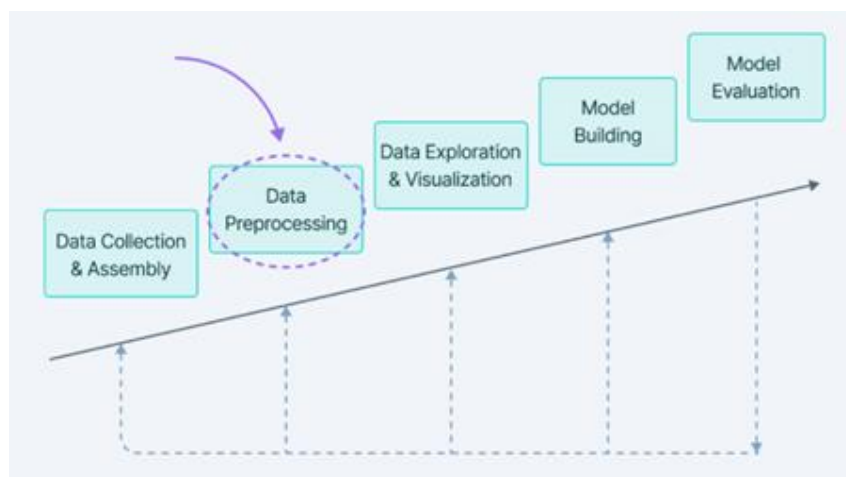 Data Collection
& Assembly
Data
Preprocessing
Data Exploration
& Visualization
Model
Building
Model
Evaluation